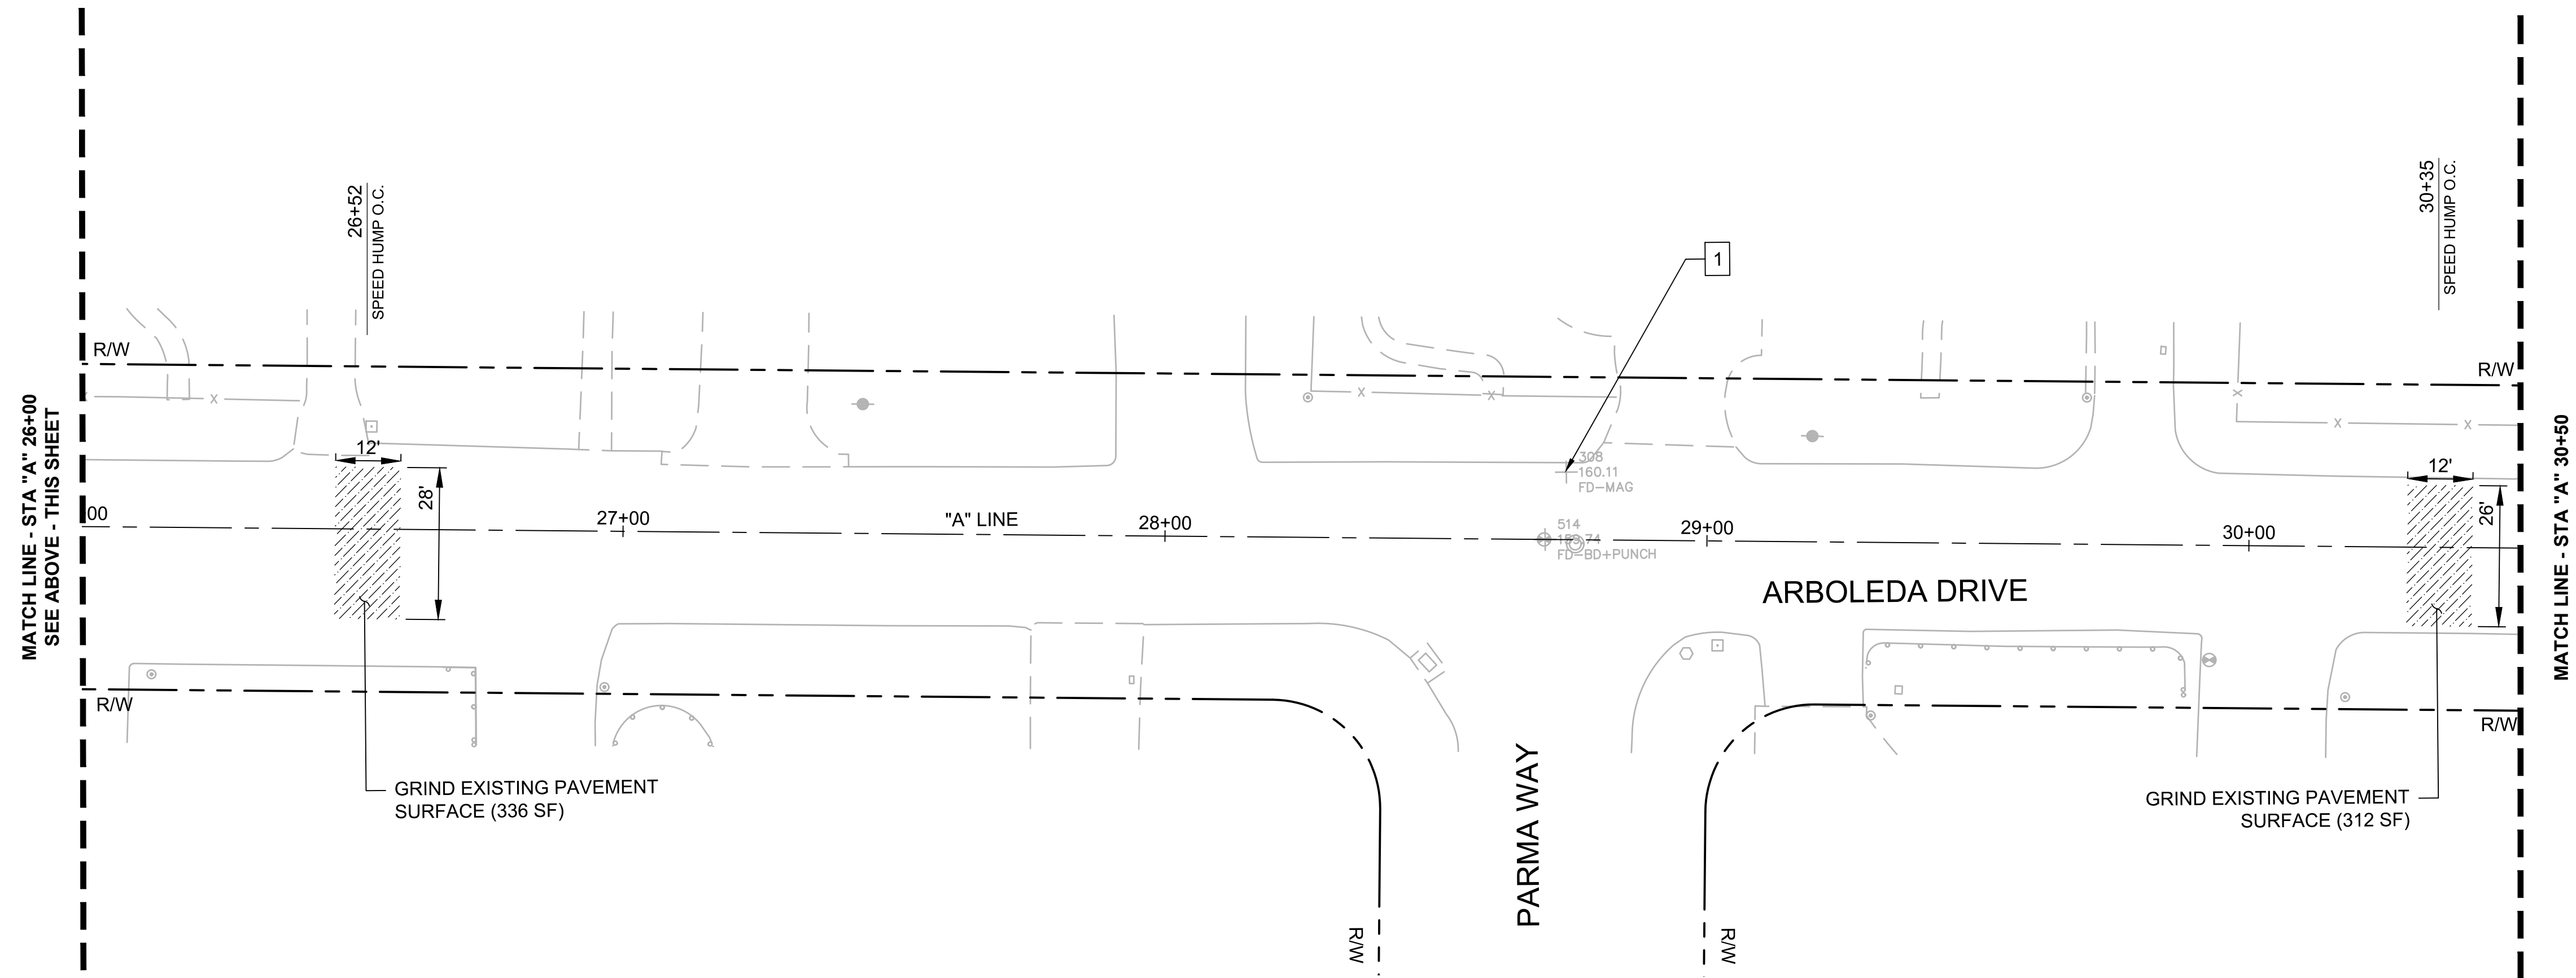 26+52
SPEED HUMP O.C.
30+35
SPEED HUMP O.C.
1
R/W
R/W
MATCH LINE - STA "A" 26+00
SEE ABOVE - THIS SHEET
MATCH LINE - STA "A" 30+50
12'
28'
308
160.11
FD-MAG
12'
26'
00
27+00
"A" LINE
28+00
514
FD-BD+PUNCH
29+00
30+00
ARBOLEDA DRIVE
R/W
R/W
GRIND EXISTING PAVEMENT
SURFACE (336 SF)
PARMA WAY
GRIND EXISTING PAVEMENT
SURFACE (312 SF)
R/W
R/W